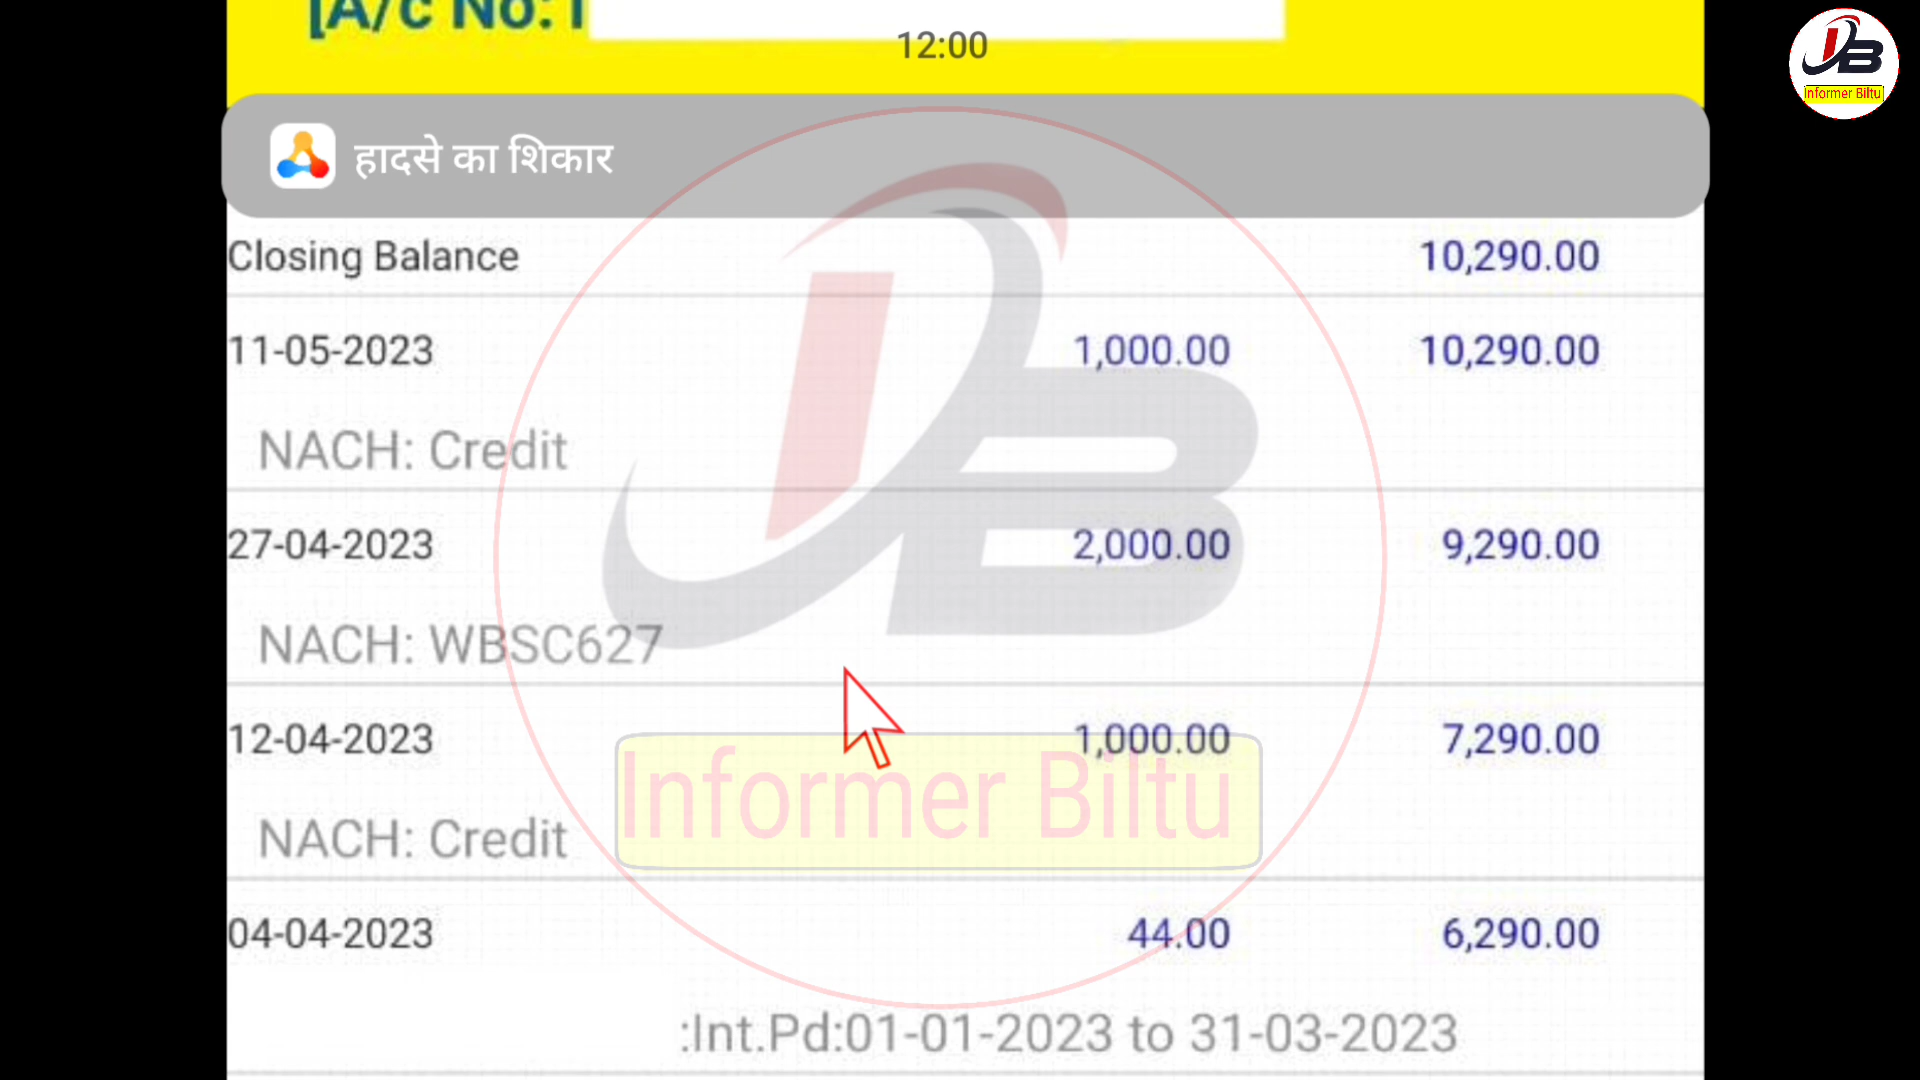 [A/c No:
12:00
Informer Biltu
हादसे का शिकार
Closing Balance 10,290.00
11-05-2023 1,000.00 10,290.00
NACH: Credit
27-04-2023 2,000.00 9,290.00
NACH: WBSC627
12-04-2023 1,000.00 7,290.00
Informer Biltu
NACH: Credit
04-04-2023 44.00 6,290.00
:Int.Pd:01-01-2023 to 31-03-2023